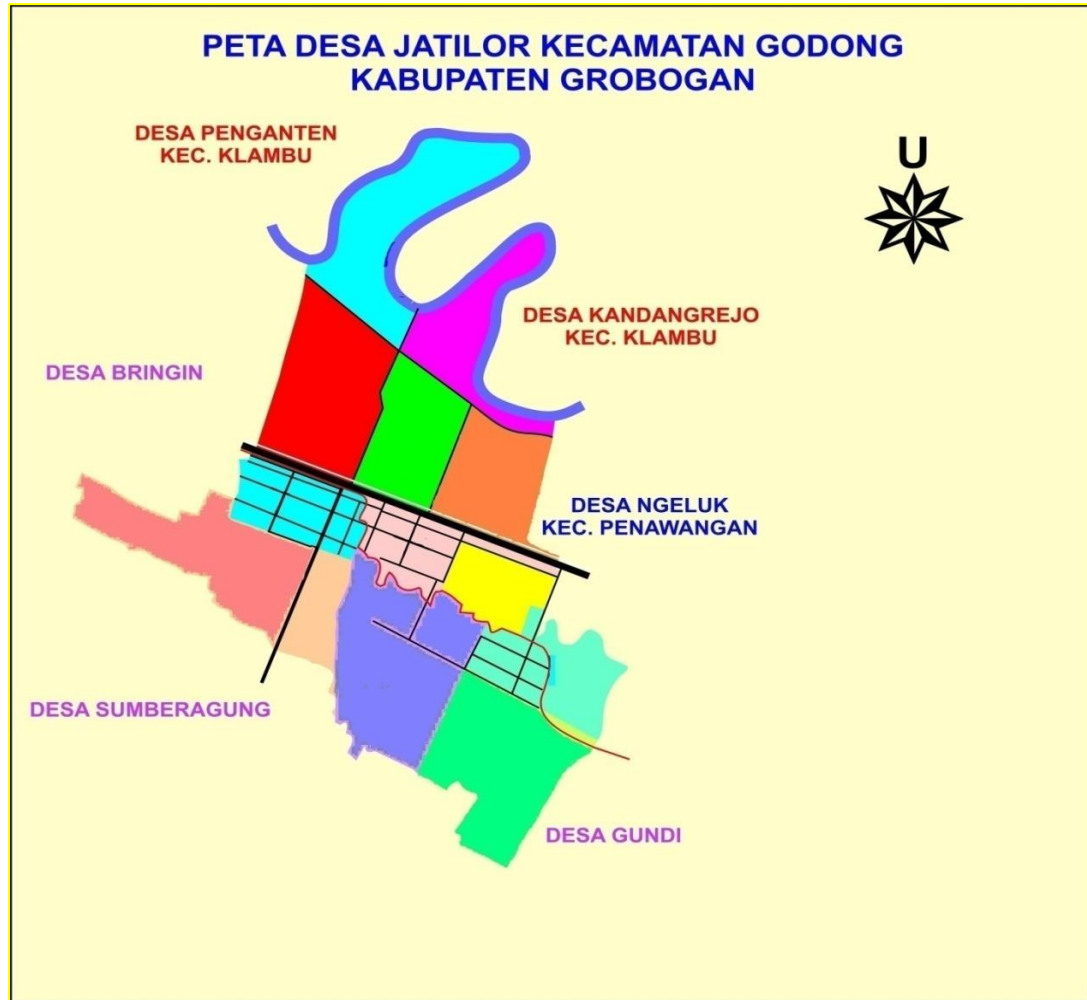 PETA DESA JATILOR KECAMATAN GODONG
KABUPATEN GROBOGAN
DESA PENGANTEN
KEC. KLAMBU
U
DESA KANDANGREJO
KEC. KLAMBU
DESA BRINGIN
DESA NGELUK
KEC. PENAWANGAN
DESA SUMBERAGUNG
DESA GUNDI